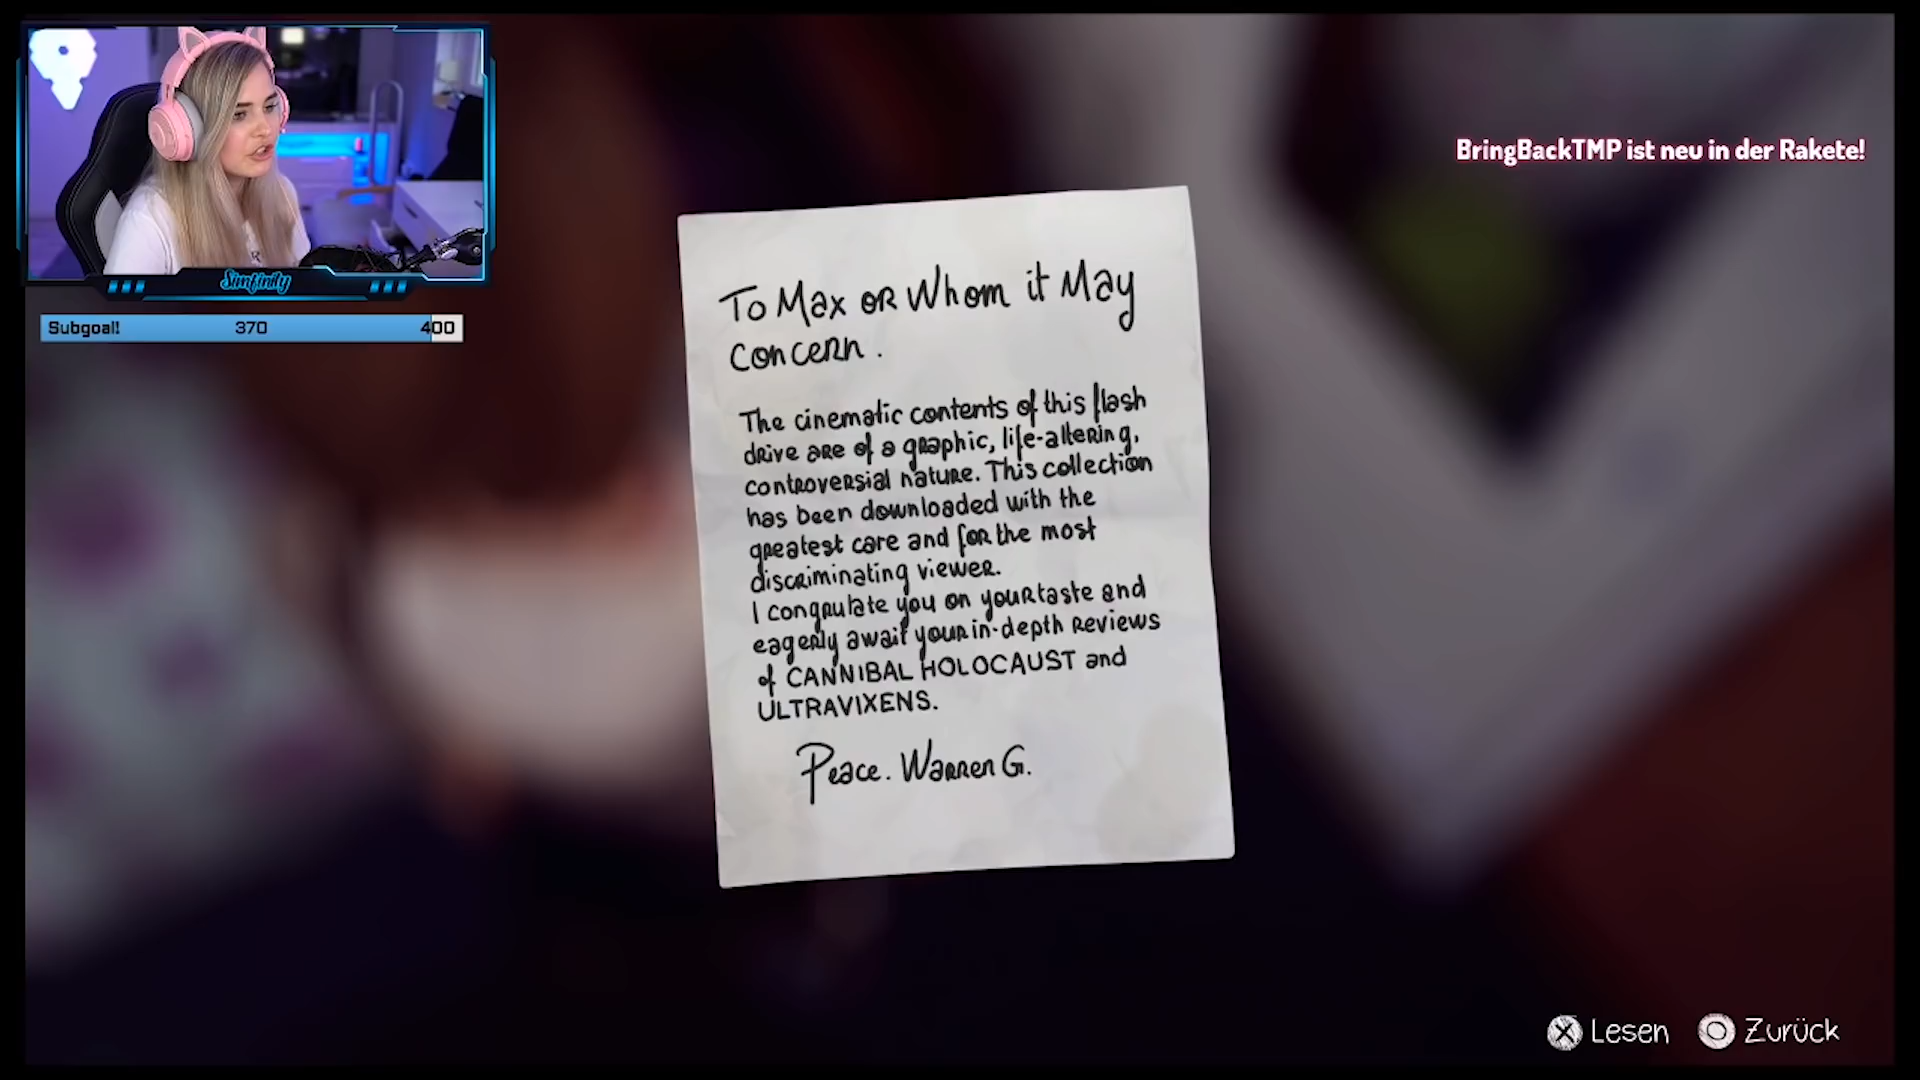 Simfinity
Subgoal! 370 400
BringBackTMP ist neu in der Rakete!
To Max or Whom it May
Concern.
The cinematic contents of this flash
drive are of a graphic, life-altering,
controversial nature. This collection
has been downloaded with the
greatest care and for the most
discriminating viewer.
I congrulate you on your taste and
eagerly await your in-depth reviews
of CANNIBAL HOLOCAUST and
ULTRAVIXENS.
Peace. Warren G.
Lesen Zurück